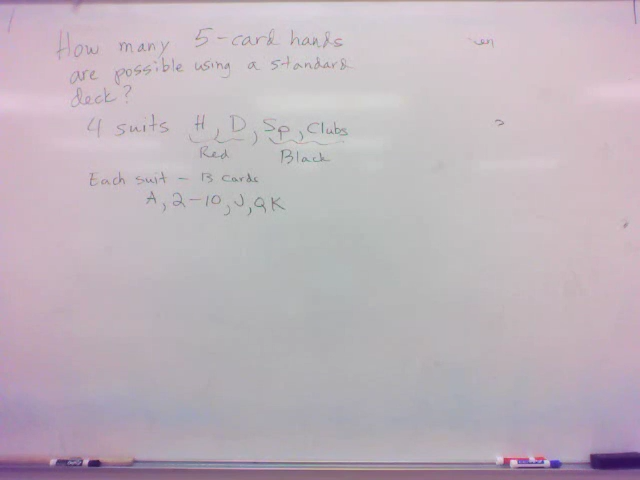 How many 5-card hands
are possible using a standard
deck?
4 suits H, D, Sp, Clubs
Red Black
Each suit - 13 cards
A, 2-10, J, Q K